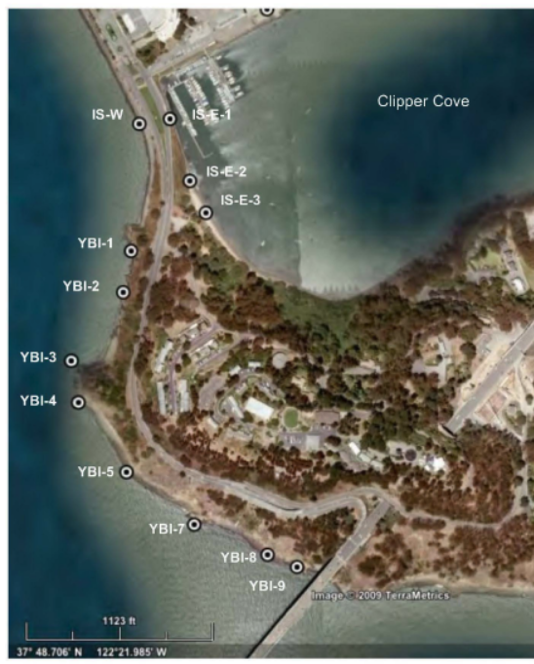 Clipper Cove
IS-W
IS-E-1
IS-E-2
IS-E-3
YBI-1
YBI-2
YBI-3
YBI-4
YBI-5
YBI-7
YBI-8
YBI-9
Image © 2009 TerraMetrics
1123 ft
37° 48.706' N 122°21.985' W